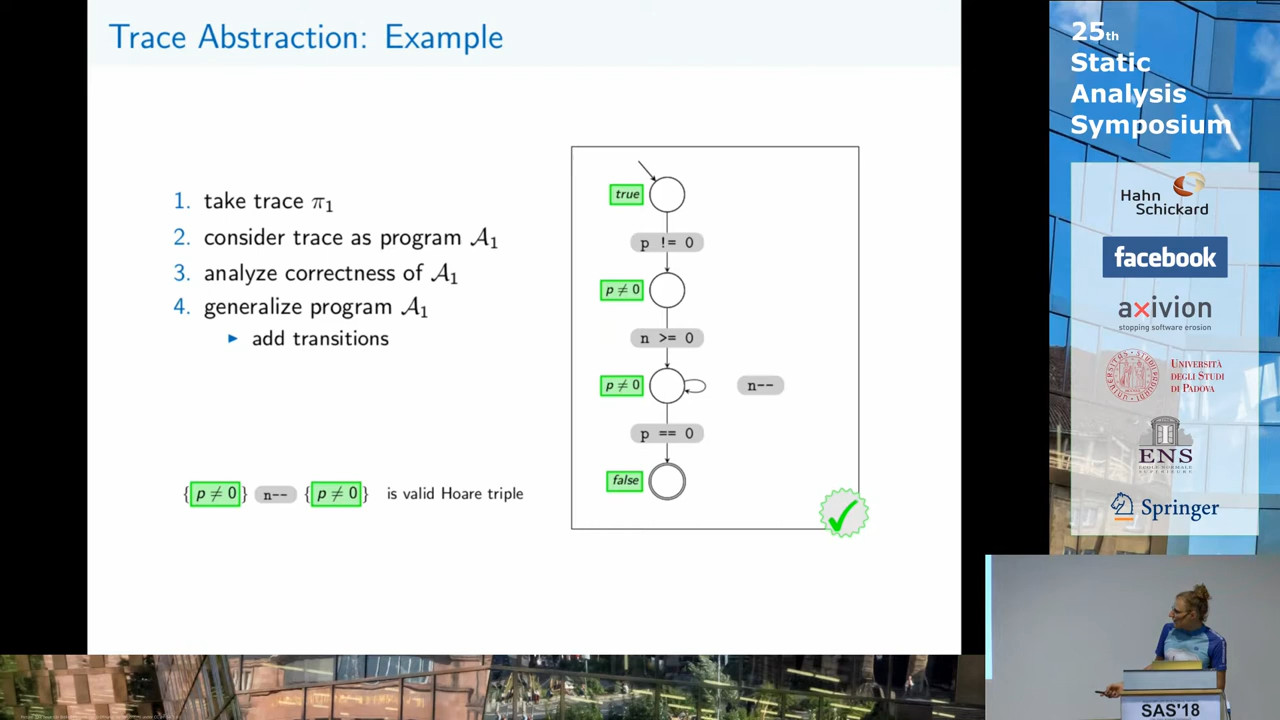 Trace Abstraction: Example
1. take trace π₁
2. consider trace as program 𝒜₁
3. analyze correctness of 𝒜₁
4. generalize program 𝒜₁
▶ add transitions
{ p ≠ 0 } n-- { p ≠ 0 } is valid Hoare triple
true
p != 0
p ≠ 0
n >= 0
p ≠ 0
n--
p == 0
false
25th
Static
Analysis
Symposium
Hahn
Schickard
facebook
axivion
stopping software erosion
UNIVERSITÀ
DEGLI STUDI
DI PADOVA
ENS
ÉCOLE NORMALE
SUPÉRIEURE
Springer
SAS'18